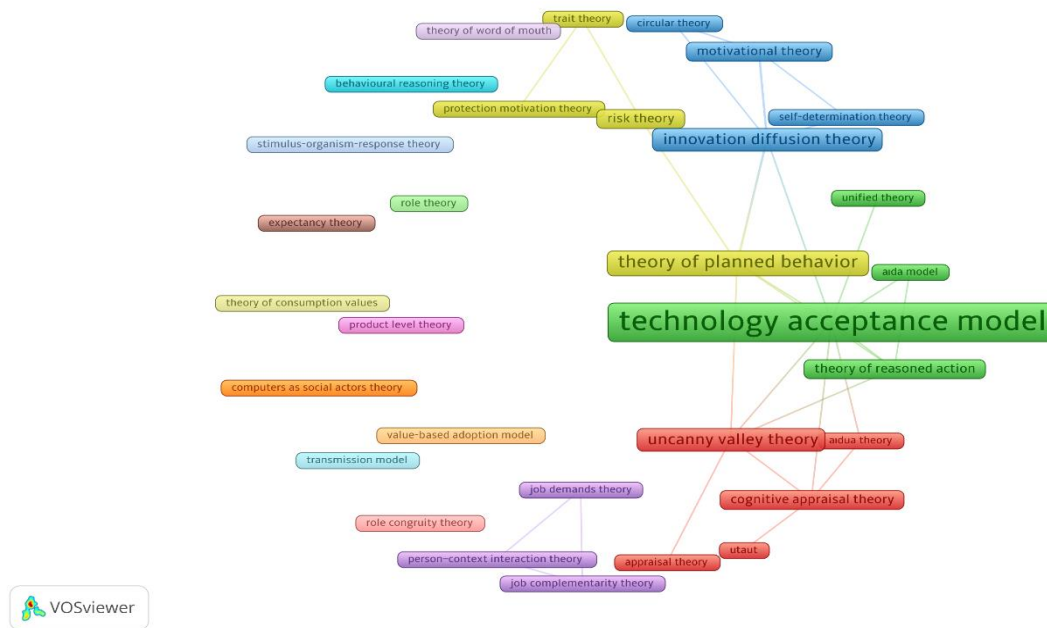 trait theory
circular theory
theory of word of mouth
motivational theory
behavioural reasoning theory
protection motivation theory
risk theory
self-determination theory
innovation diffusion theory
stimulus-organism-response theory
unified theory
role theory
expectancy theory
theory of planned behavior
aida model
theory of consumption values
product level theory
technology acceptance model
theory of reasoned action
computers as social actors theory
value-based adoption model
uncanny valley theory
aidua theory
transmission model
job demands theory
cognitive appraisal theory
role congruity theory
utaut
person-context interaction theory
appraisal theory
job complementarity theory
VOSviewer